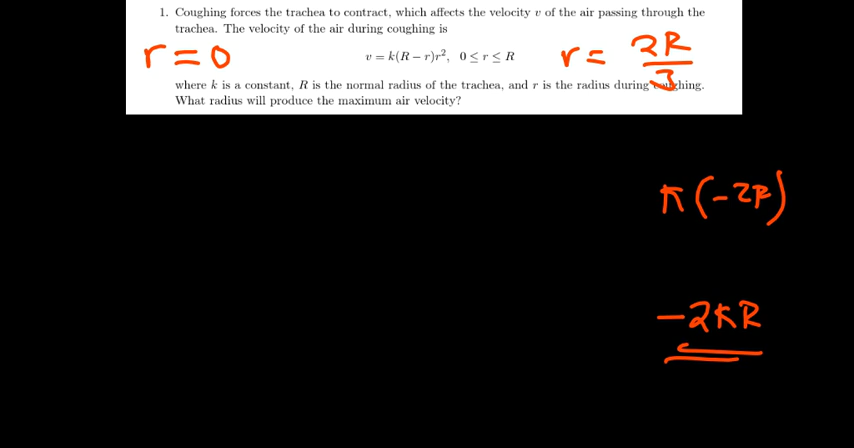 1. Coughing forces the trachea to contract, which affects the velocity v of the air passing through the
trachea. The velocity of the air during coughing is
r = 0
v = k(R − r)r², 0 ≤ r ≤ R
r = 2R/3
where k is a constant, R is the normal radius of the trachea, and r is the radius during coughing.
What radius will produce the maximum air velocity?
k(-2R)
-2kR